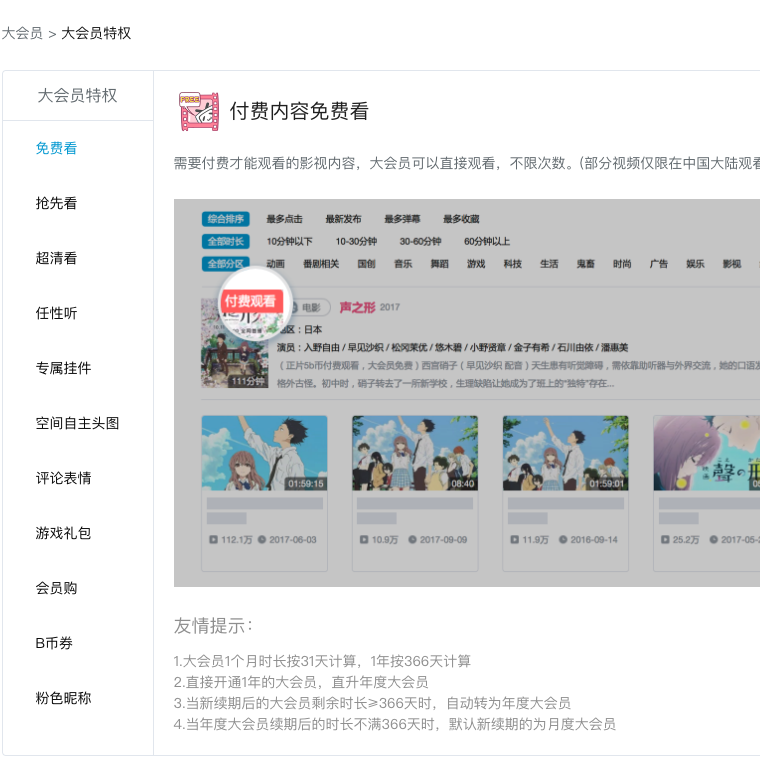 大会员 > 大会员特权
大会员特权
免费看
抢先看
超清看
任性听
专属挂件
空间自主头图
评论表情
游戏礼包
会员购
B币券
粉色昵称
FREE
付费内容免费看
需要付费才能观看的影视内容，大会员可以直接观看，不限次数。(部分视频仅限在中国大陆观看
综合排序 最多点击 最新发布 最多弹幕 最多收藏
全部时长 10分钟以下 10-30分钟 30-60分钟 60分钟以上
全部分区 动画 番剧相关 国创 音乐 舞蹈 游戏 科技 生活 鬼畜 时尚 广告 娱乐 影视
付费观看
电影 声之形 2017
地区：日本
演员：入野自由 / 早见沙织 / 松冈茉优 / 悠木碧 / 小野贤章 / 金子有希 / 石川由依 / 潘惠美
（正片5b币付费观看，大会员免费）西宫硝子（早见沙织 配音）天生患有听觉障碍，需依靠助听器与外界交流，她的口语发
格外古怪。初中时，硝子转去了一所新学校，生理缺陷让她成为了班上的“独特”存在...
111分钟
01:59:15
08:40
01:59:01
映画 聲の形
112.1万 2017-06-03
10.9万 2017-09-09
11.9万 2016-09-14
25.2万 2017-05-2
友情提示：
1.大会员1个月时长按31天计算，1年按366天计算
2.直接开通1年的大会员，直升年度大会员
3.当新续期后的大会员剩余时长≥366天时，自动转为年度大会员
4.当年度大会员续期后的时长不满366天时，默认新续期的为月度大会员